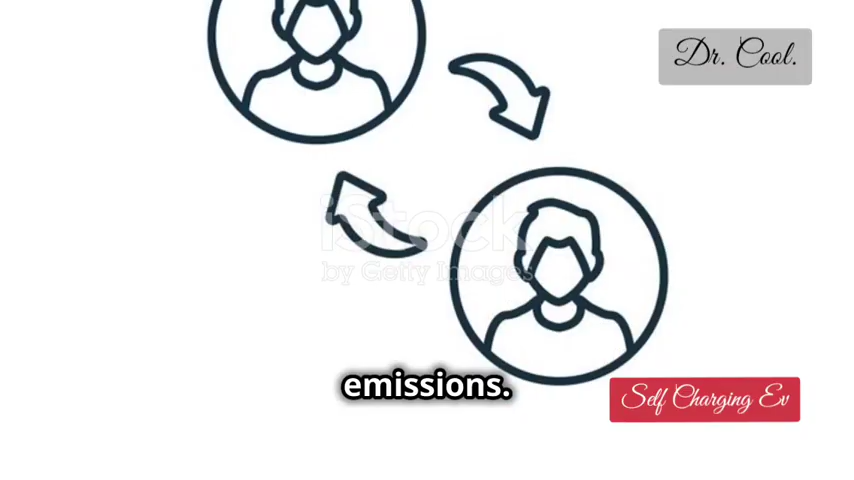 Dr. Cool.
iStock
by Getty Images
emissions.
Self Charging Ev